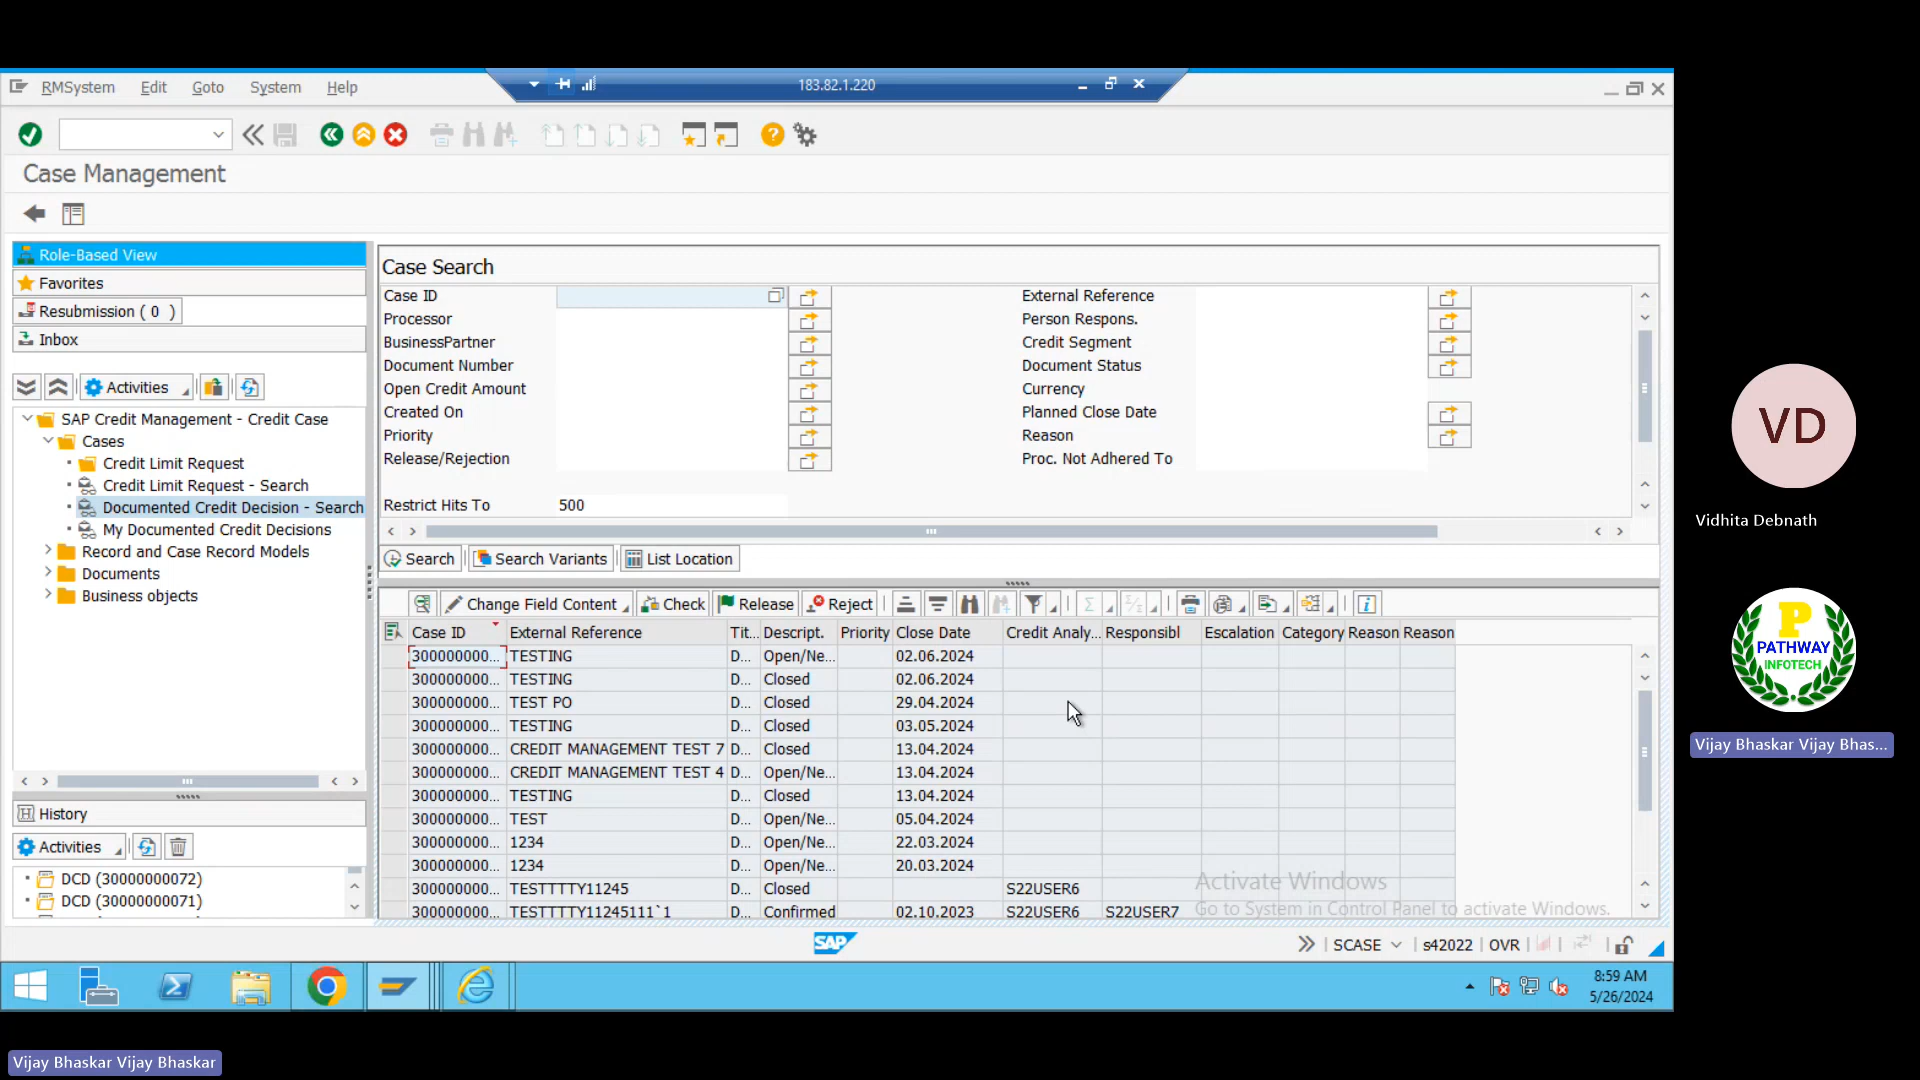 RMSystem Edit Goto System Help
183.82.1.220
Case Management
Role-Based View
Favorites
Resubmission ( 0 )
Inbox
Activities
SAP Credit Management - Credit Case
Cases
Credit Limit Request
Credit Limit Request - Search
Documented Credit Decision - Search
My Documented Credit Decisions
Record and Case Record Models
Documents
Business objects
History
Activities
DCD (30000000072)
DCD (30000000071)
Case Search
Case ID External Reference
Processor Person Respons.
BusinessPartner Credit Segment
Document Number Document Status
Open Credit Amount Currency
Created On Planned Close Date
Priority Reason
Release/Rejection Proc. Not Adhered To
Restrict Hits To 500
Search Search Variants List Location
Change Field Content Check Release Reject
Case ID External Reference Tit... Descript. Priority Close Date Credit Analy... Responsibl Escalation Category Reason Reason
300000000... TESTING D... Open/Ne... 02.06.2024
300000000... TESTING D... Closed 02.06.2024
300000000... TEST PO D... Closed 29.04.2024
300000000... TESTING D... Closed 03.05.2024
300000000... CREDIT MANAGEMENT TEST 7 D... Closed 13.04.2024
300000000... CREDIT MANAGEMENT TEST 4 D... Open/Ne... 13.04.2024
300000000... TESTING D... Closed 13.04.2024
300000000... TEST D... Open/Ne... 05.04.2024
300000000... 1234 D... Open/Ne... 22.03.2024
300000000... 1234 D... Open/Ne... 20.03.2024
300000000... TESTTTTY11245 D... Closed S22USER6
300000000... TESTTTTY11245111`1 D... Confirmed 02.10.2023 S22USER6 S22USER7
Activate Windows
Go to System in Control Panel to activate Windows.
SAP
SCASE s42022 OVR
8:59 AM
5/26/2024
VD
Vidhita Debnath
P
PATHWAY
INFOTECH
Vijay Bhaskar Vijay Bhas...
Vijay Bhaskar Vijay Bhaskar